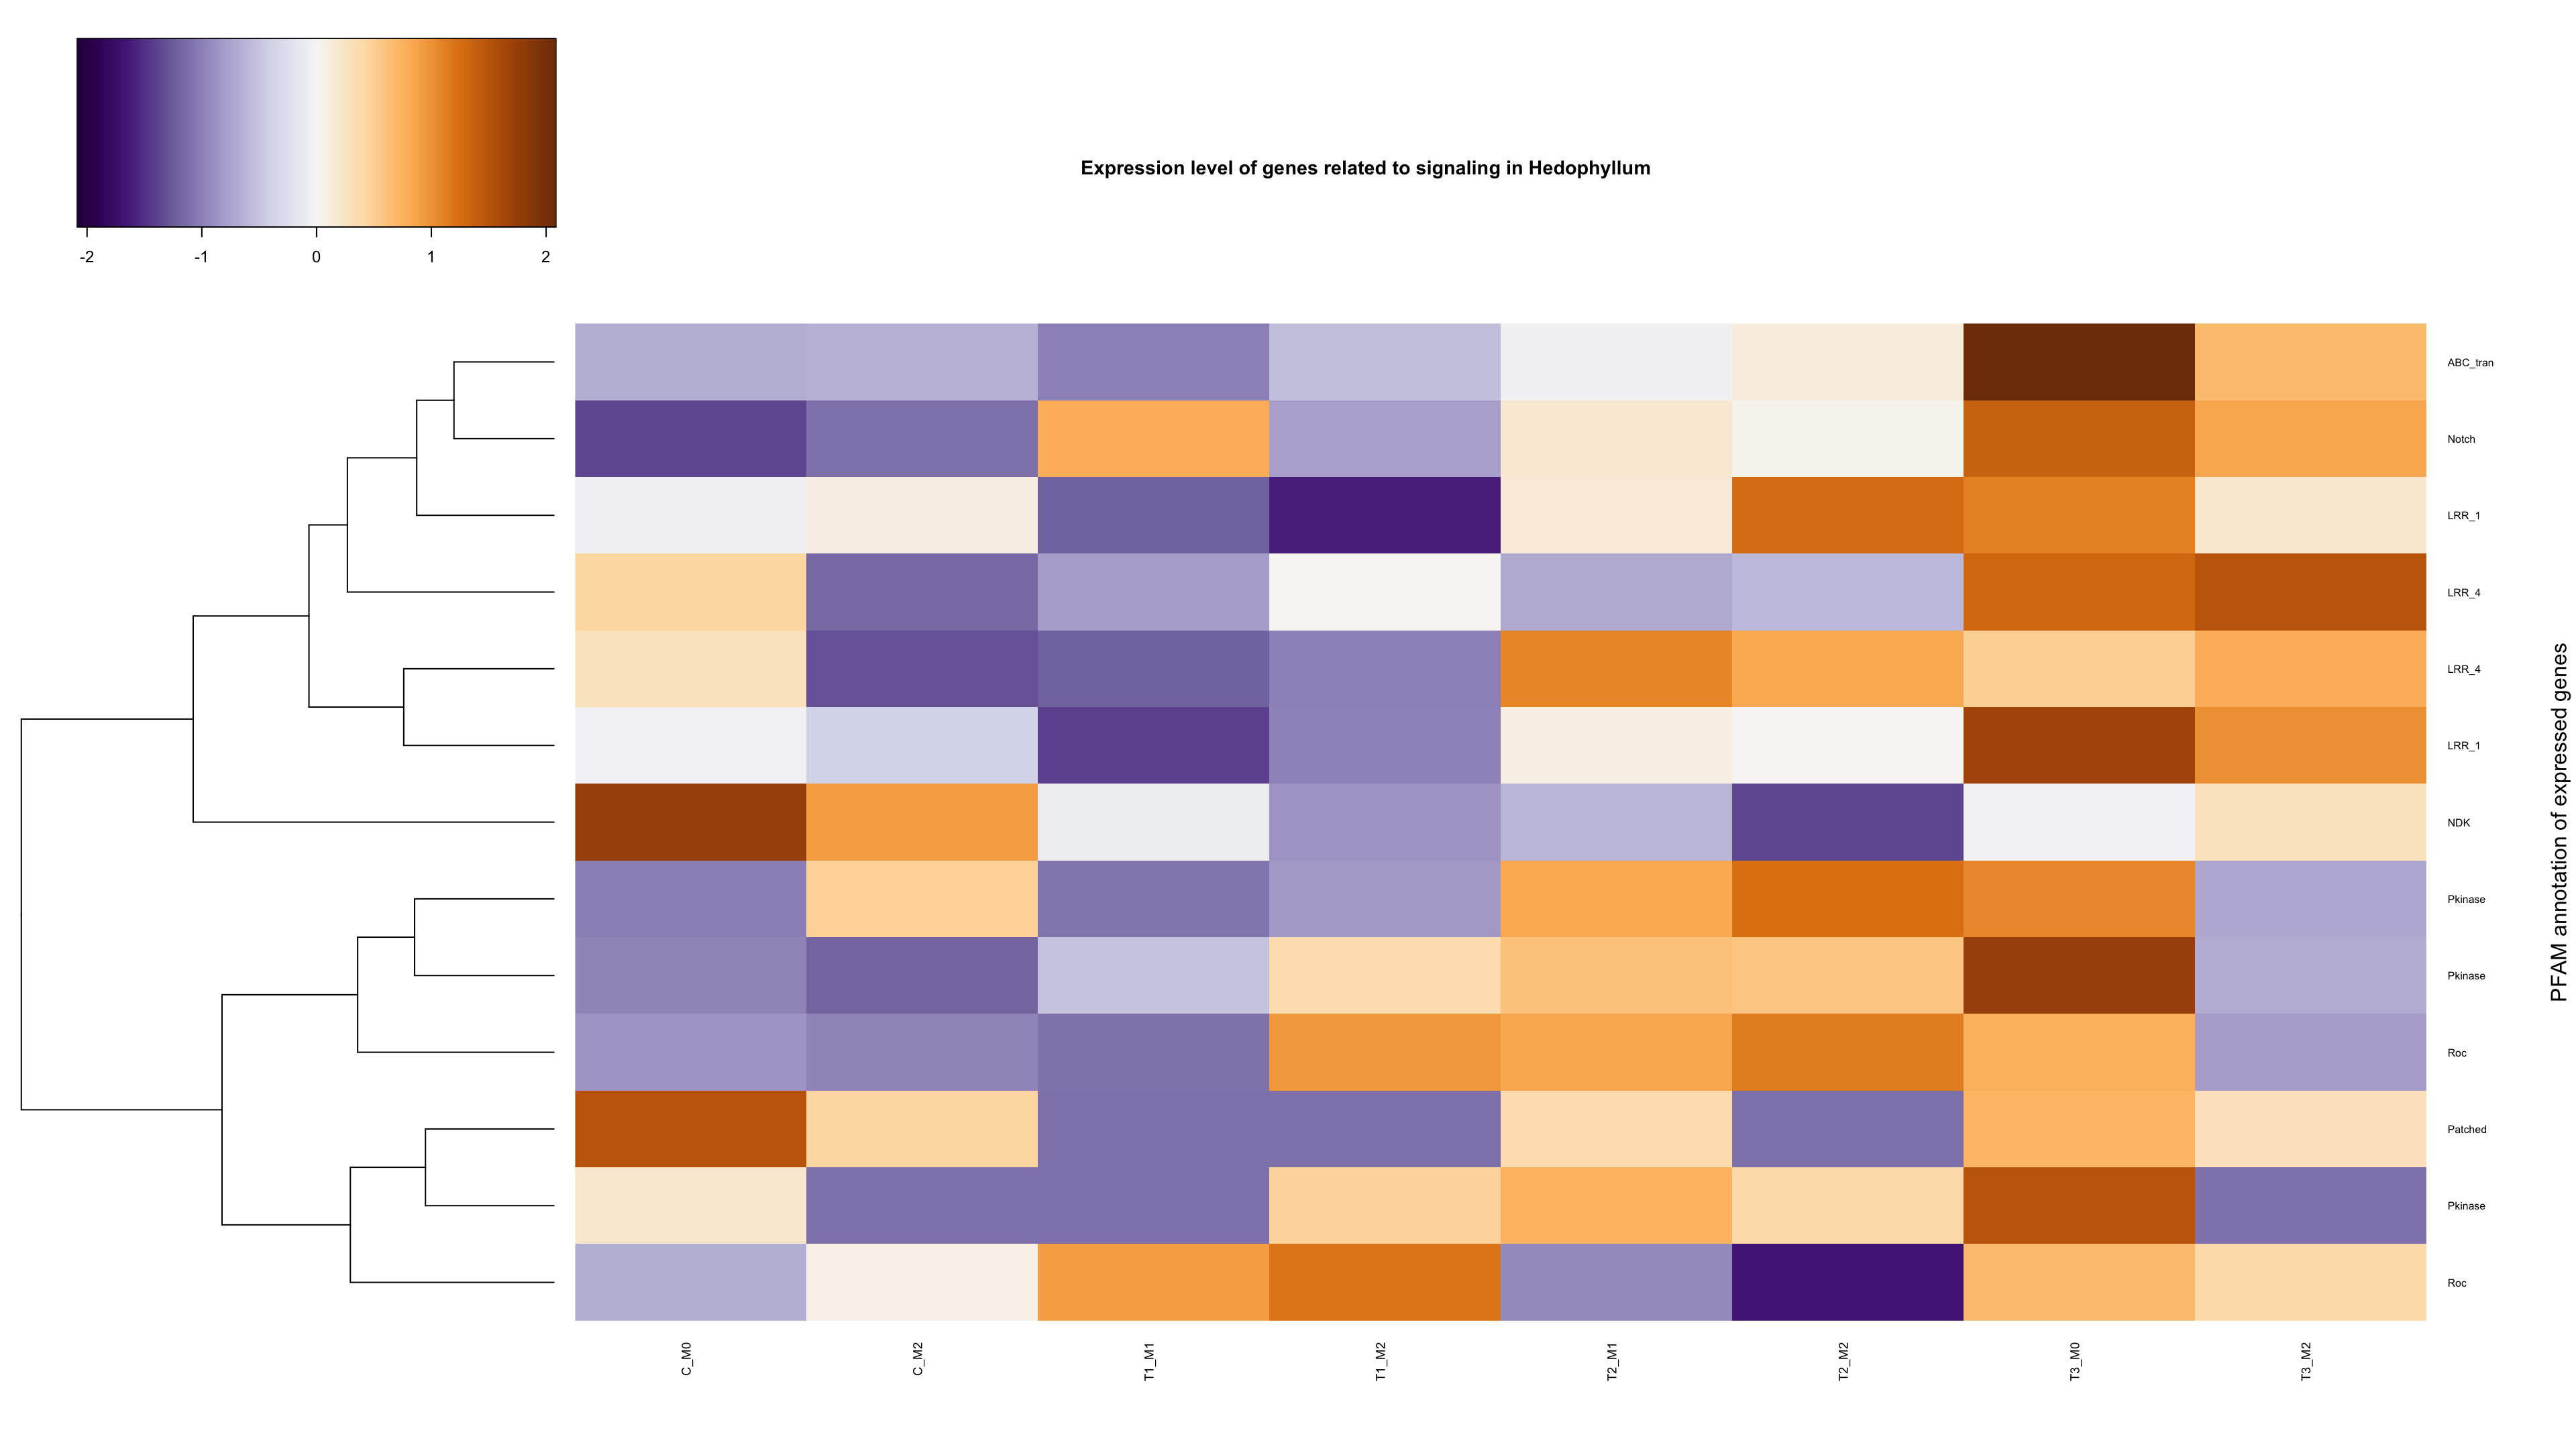 -2 -1 0 1 2
Expression level of genes related to signaling in Hedophyllum
ABC_tran
Notch
LRR_1
LRR_4
LRR_4
LRR_1
NDK
Pkinase
Pkinase
Roc
Patched
Pkinase
Roc
PFAM annotation of expressed genes
C_M0 C_M2 T1_M1 T1_M2 T2_M1 T2_M2 T3_M0 T3_M2